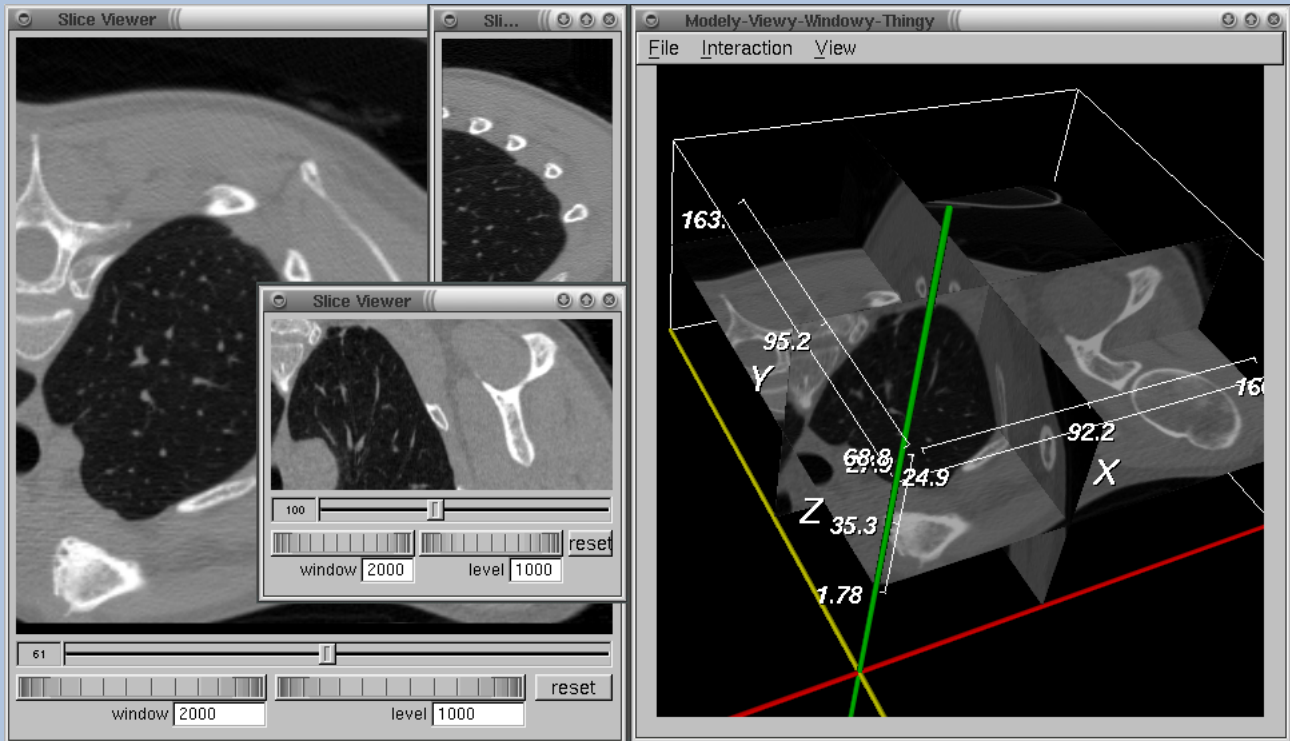 Slice Viewer
Sli...
Modely-Viewy-Windowy-Thingy
File Interaction View
Slice Viewer
100
reset
window 2000 level 1000
61
reset
window 2000 level 1000
163.
95.2
Y
166
92.2
X
68.8
24.9
Z
35.3
1.78